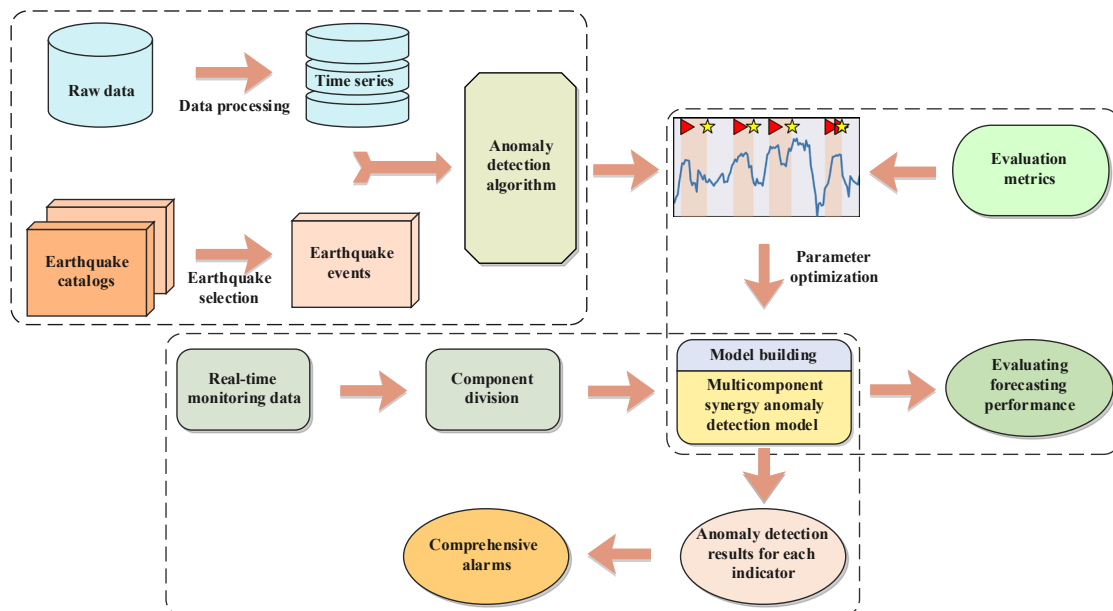 Raw data
Data processing
Time series
Anomaly
detection
algorithm
Earthquake
catalogs
Earthquake
selection
Earthquake
events
Evaluation
metrics
Parameter
optimization
Real-time
monitoring data
Component
division
Model building
Multicomponent
synergy anomaly
detection model
Evaluating
forecasting
performance
Comprehensive
alarms
Anomaly detection
results for each
indicator